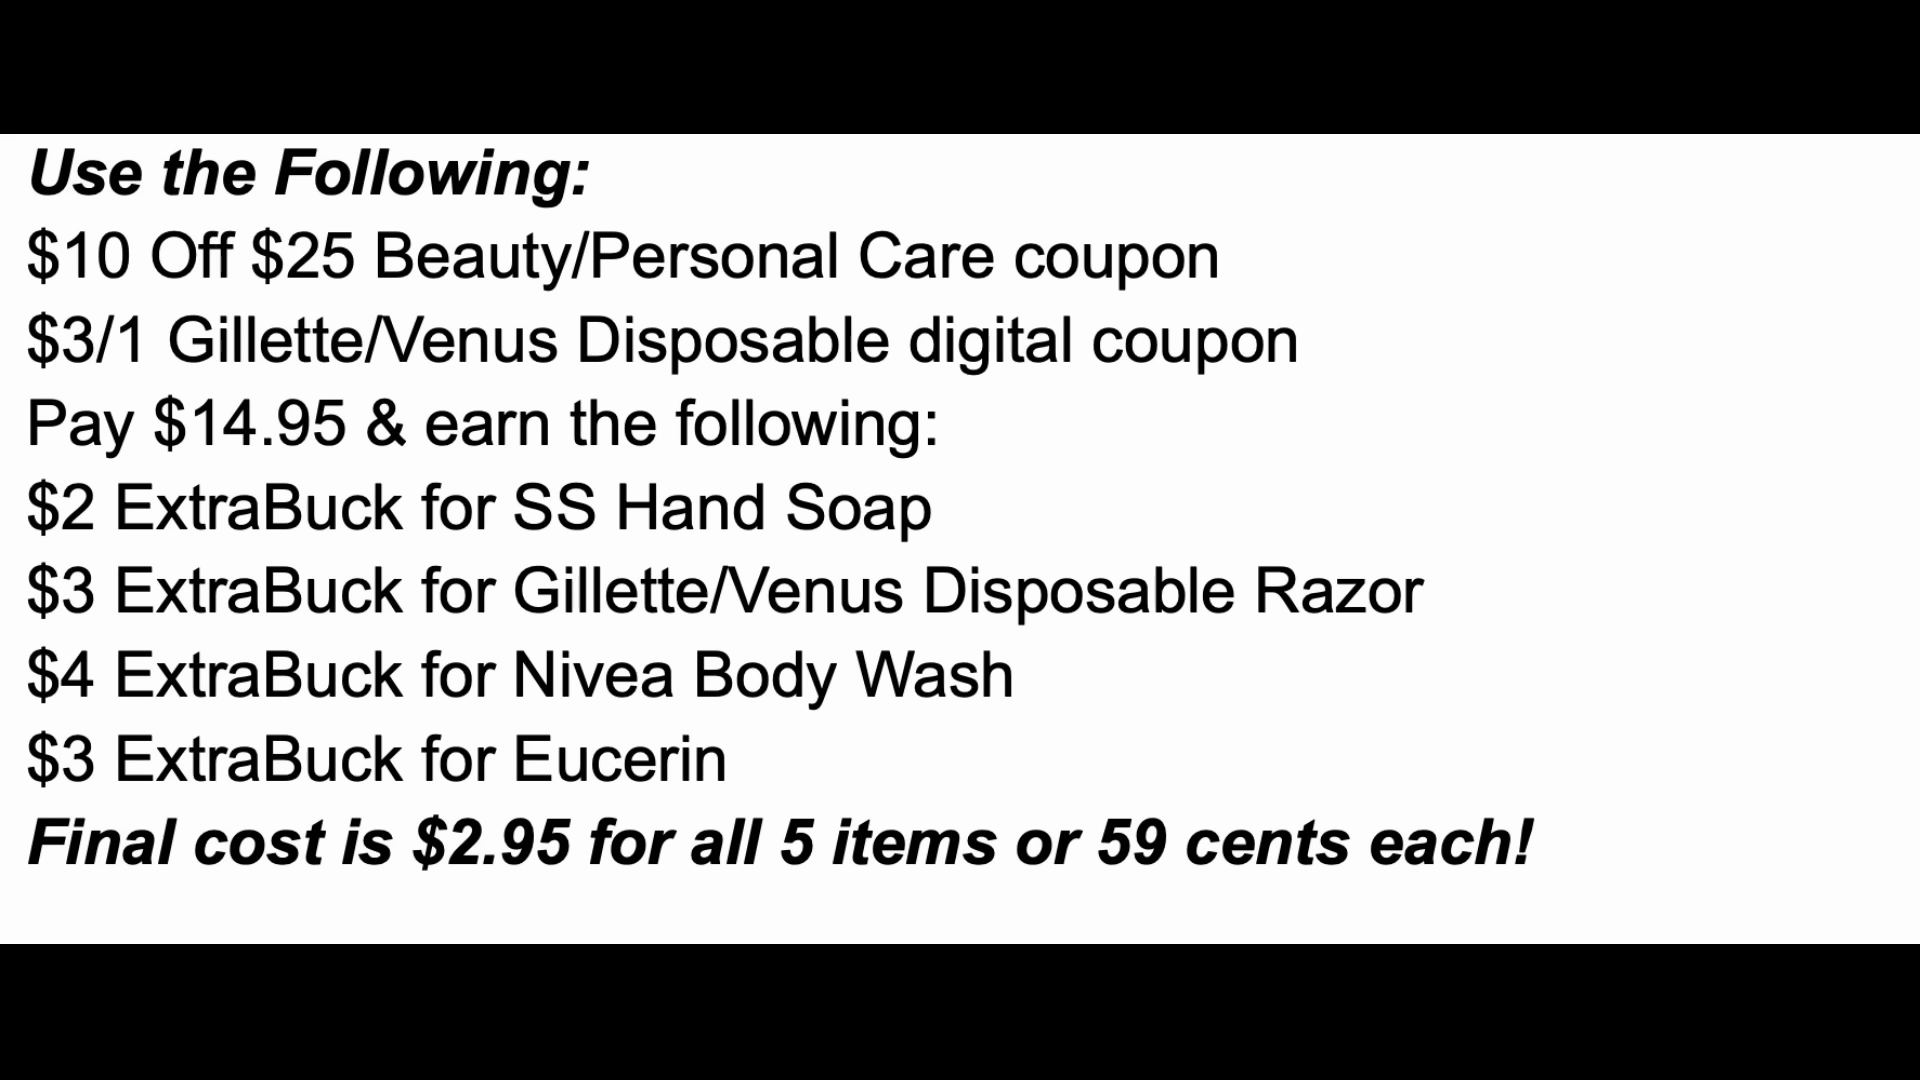 Use the Following:
$10 Off $25 Beauty/Personal Care coupon
$3/1 Gillette/Venus Disposable digital coupon
Pay $14.95 & earn the following:
$2 ExtraBuck for SS Hand Soap
$3 ExtraBuck for Gillette/Venus Disposable Razor
$4 ExtraBuck for Nivea Body Wash
$3 ExtraBuck for Eucerin
Final cost is $2.95 for all 5 items or 59 cents each!